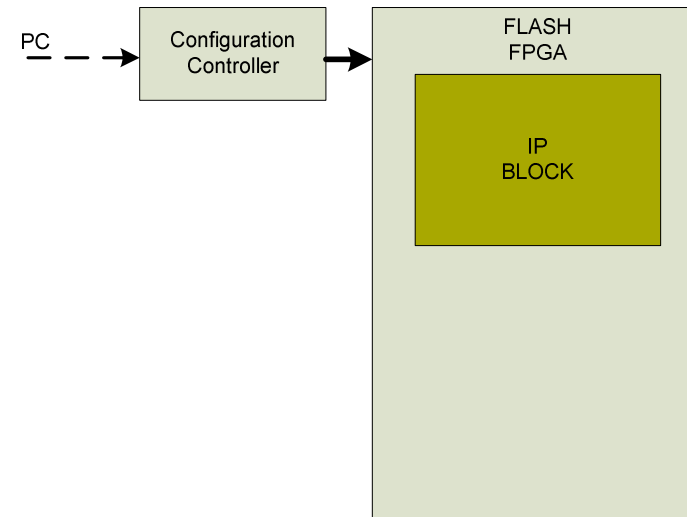 PC
Configuration
Controller
FLASH
FPGA
IP
BLOCK